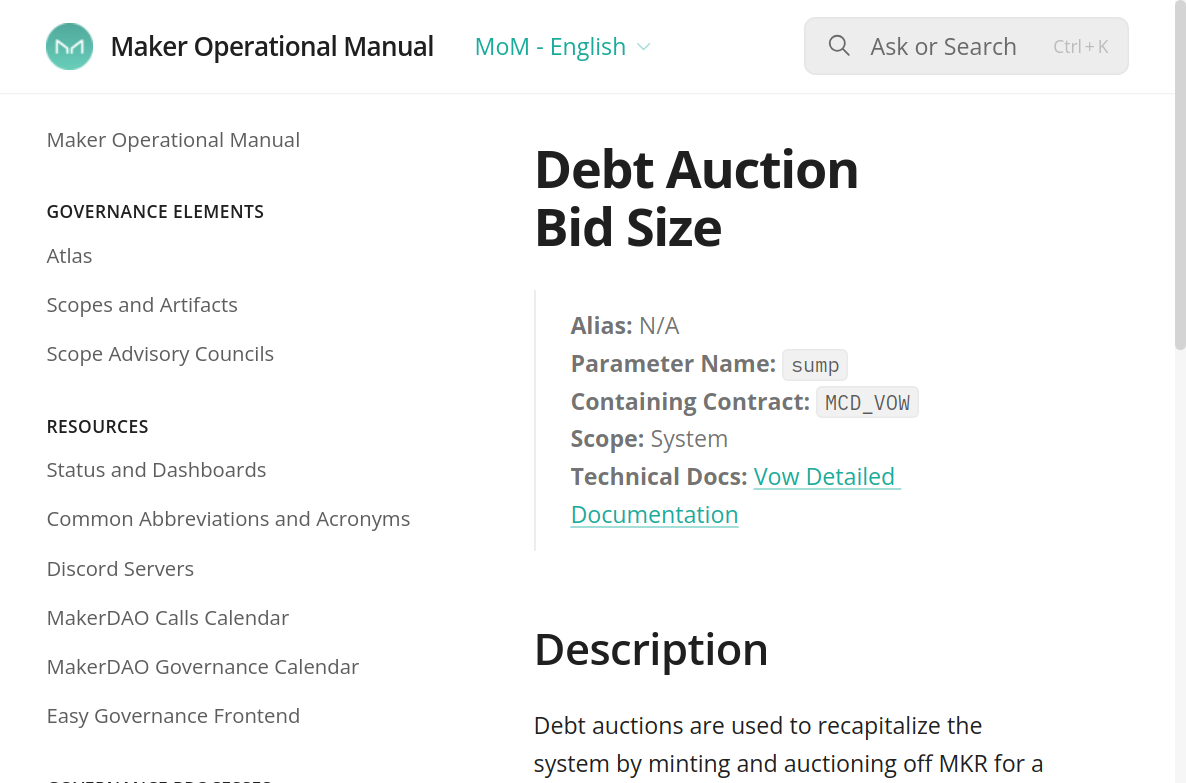 Maker Operational Manual
MoM - English
Ask or Search
Ctrl + K
Maker Operational Manual
GOVERNANCE ELEMENTS
Atlas
Scopes and Artifacts
Scope Advisory Councils
RESOURCES
Status and Dashboards
Common Abbreviations and Acronyms
Discord Servers
MakerDAO Calls Calendar
MakerDAO Governance Calendar
Easy Governance Frontend
GOVERNANCE PROCESSES
Debt Auction
Bid Size
Alias: N/A
Parameter Name: sump
Containing Contract: MCD_VOW
Scope: System
Technical Docs: Vow Detailed
Documentation
Description
Debt auctions are used to recapitalize the
system by minting and auctioning off MKR for a